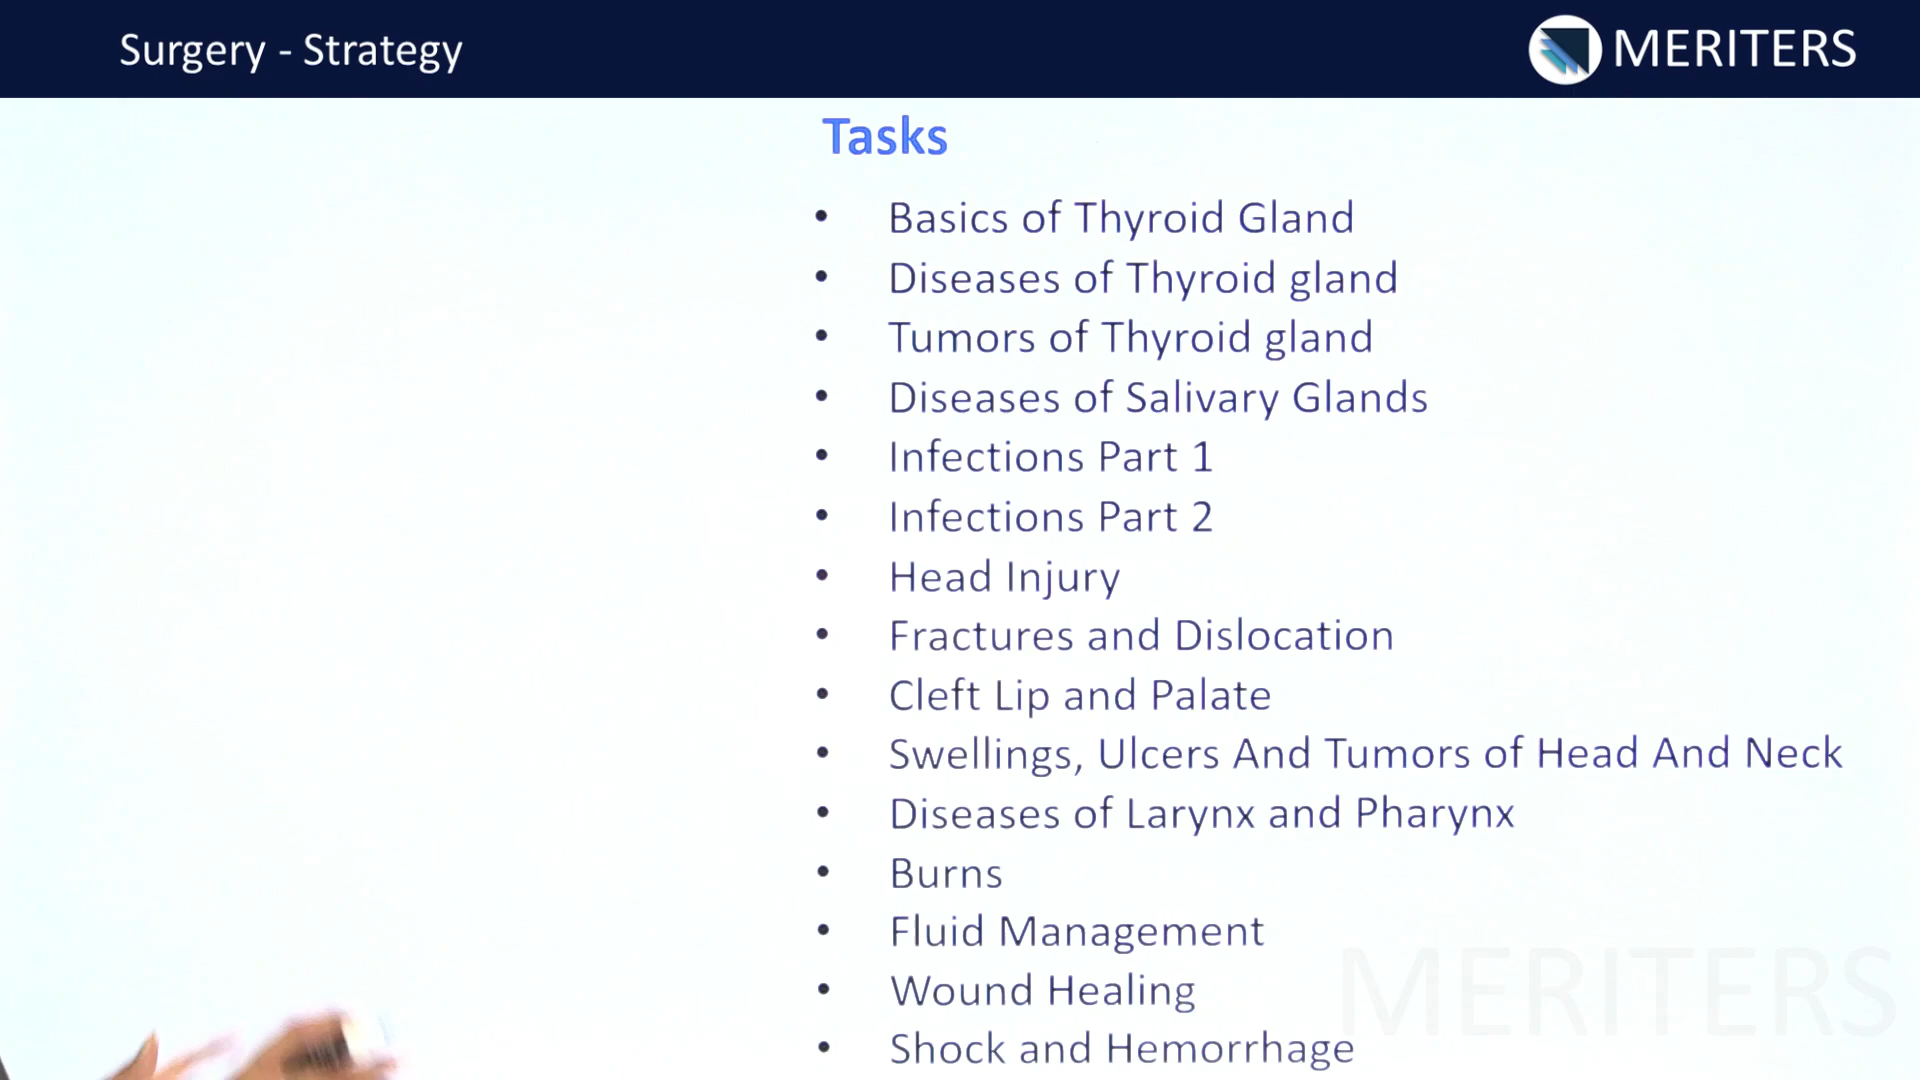 Surgery - Strategy
MERITERS
Tasks
• Basics of Thyroid Gland
• Diseases of Thyroid gland
• Tumors of Thyroid gland
• Diseases of Salivary Glands
• Infections Part 1
• Infections Part 2
• Head Injury
• Fractures and Dislocation
• Cleft Lip and Palate
• Swellings, Ulcers And Tumors of Head And Neck
• Diseases of Larynx and Pharynx
• Burns
• Fluid Management
• Wound Healing
• Shock and Hemorrhage
MERITERS